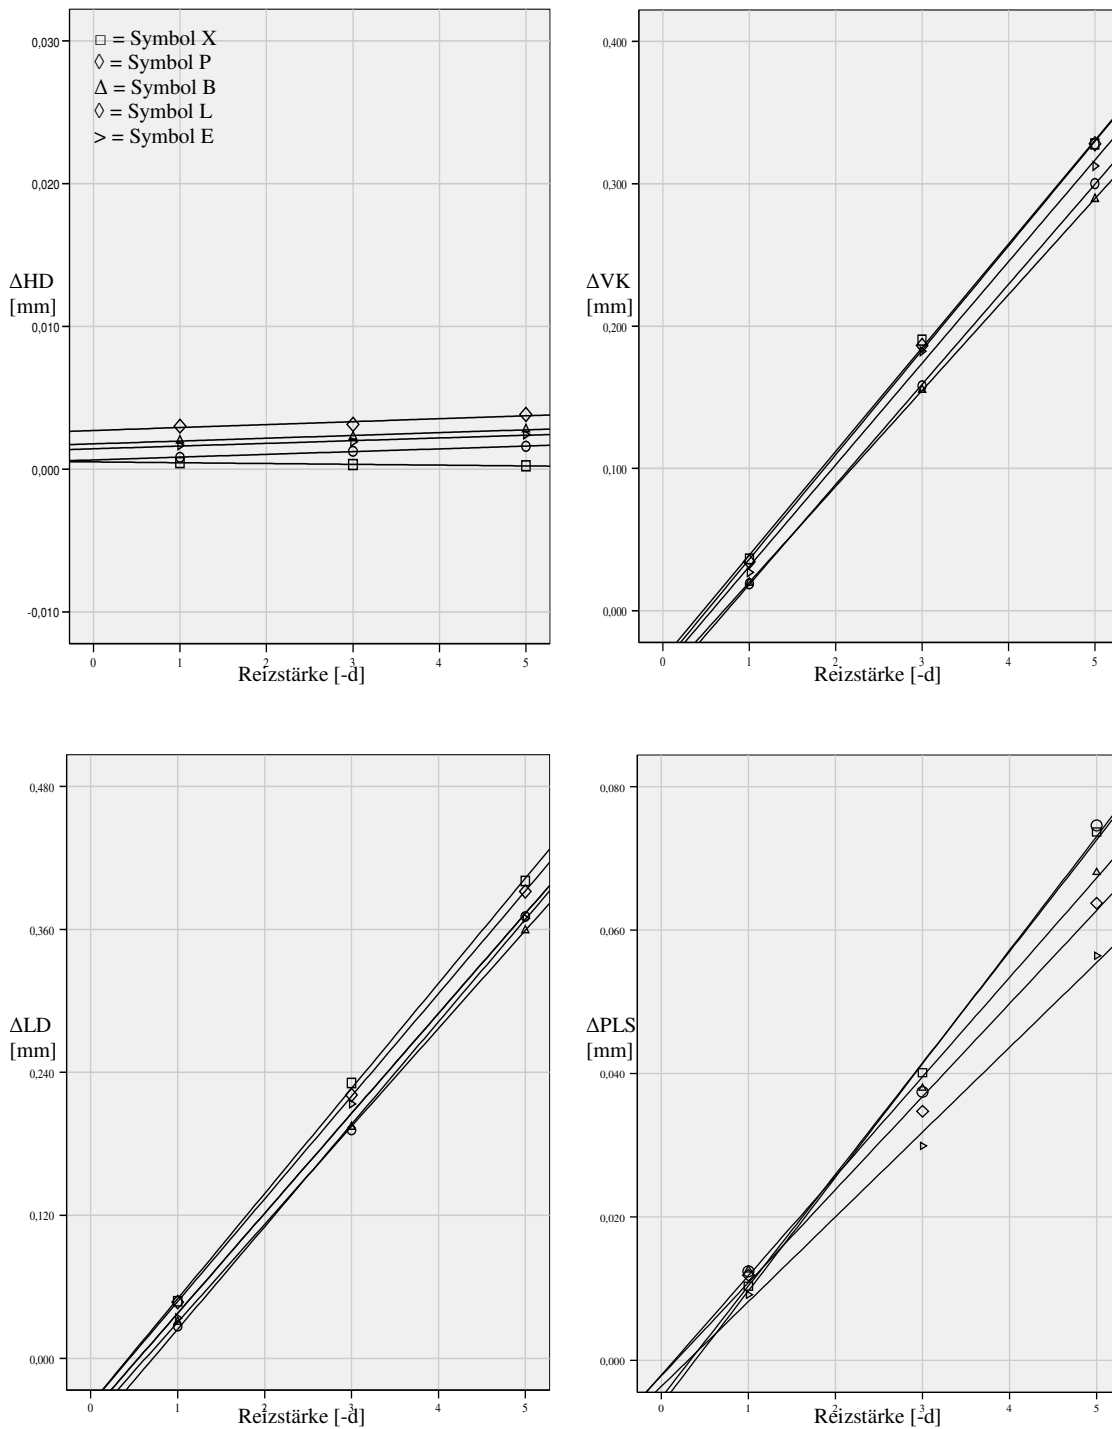 0,030
□ = Symbol X
◊ = Symbol P
Δ = Symbol B
◊ = Symbol L
> = Symbol E
0,020
ΔHD
[mm]
0,010
0,000
-0,010
0 1 2 3 4 5
Reizstärke [-d]
0,400
0,300
ΔVK
[mm]
0,200
0,100
0,000
0 1 2 3 4 5
Reizstärke [-d]
0,480
0,360
ΔLD
[mm]
0,240
0,120
0,000
0 1 2 3 4 5
Reizstärke [-d]
0,080
0,060
ΔPLS
[mm]
0,040
0,020
0,000
0 1 2 3 4 5
Reizstärke [-d]